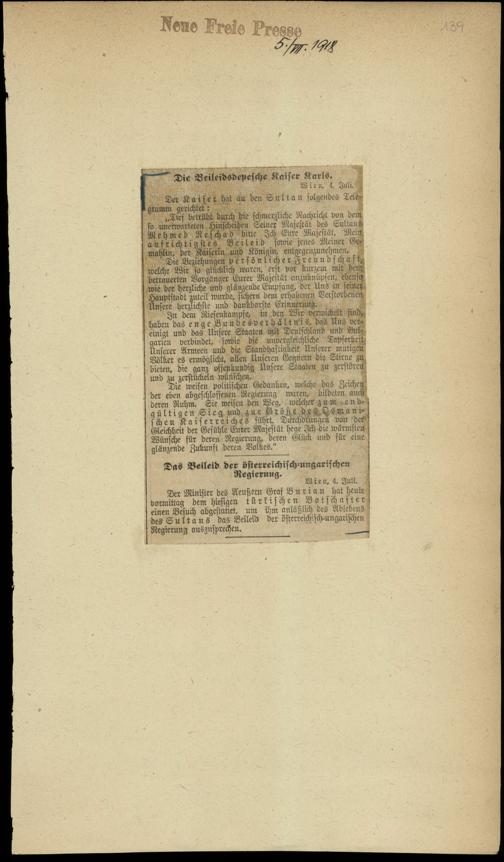 Neue Freie Presse
139
5./VII. 1918
Die Beileidsdepesche Kaiser Karls.
Wien, 4. Juli.
Der Kaiser hat an den Sultan folgendes Tele-
gramm gerichtet:
„Tief betrübt durch die schmerzliche Nachricht von dem
so unerwarteten Hinscheiden Seiner Majestät des Sultans
Mehmed Reschad bitte Ich Eure Majestät, Mein
aufrichtigstes Beileid sowie jenes Meiner Ge-
mahlin, der Kaiserin und Königin, entgegenzunehmen.
Die Beziehungen persönlicher Freundschaft,
welche Wir so glücklich waren, erst vor kurzem mit dem
betrauerten Vorgänger Eurer Majestät anzuknüpfen, ebenso
wie der herzliche und glänzende Empfang, der Uns in seiner
Hauptstadt zuteil wurde, sichern dem erhabenen Verstorbenen
Unsere herzlichste und dankbarste Erinnerung.
In dem Riesenkampfe, in den Wir verwickelt sind,
haben das enge Bundesverhältnis, das Uns ver-
einigt und das Unsere Staaten mit Deutschland und Bul-
garien verbindet, sowie die unvergleichliche Tapferkeit
Unserer Armeen und die Standhaftigkeit Unserer mutigen
Völker es ermöglicht, allen Unseren Gegnern die Stirne zu
bieten, die ganz offenkundig Unsere Staaten zu zerstören
und zu zerstückeln wünschen.
Die weisen politischen Gedanken, welche das Zeichen
der eben abgeschlossenen Regierung waren, bildeten auch
deren Ruhm. Sie weisen den Weg, welcher zum end-
gültigen Sieg und zur Größe des Osmani-
schen Kaiserreiches führt. Durchdrungen von der
Gleichheit der Gefühle Eurer Majestät hege Ich die wärmsten
Wünsche für deren Regierung, deren Glück und für eine
glänzende Zukunft deren Volkes.“
Das Beileid der österreichisch-ungarischen
Regierung.
Wien, 4. Juli.
Der Minister des Aeußern Graf Burian hat heute
vormittag dem hiesigen türkischen Botschafter
einen Besuch abgestattet, um ihm anläßlich des Ablebens
des Sultans das Beileid der österreichisch-ungarischen
Regierung auszusprechen.